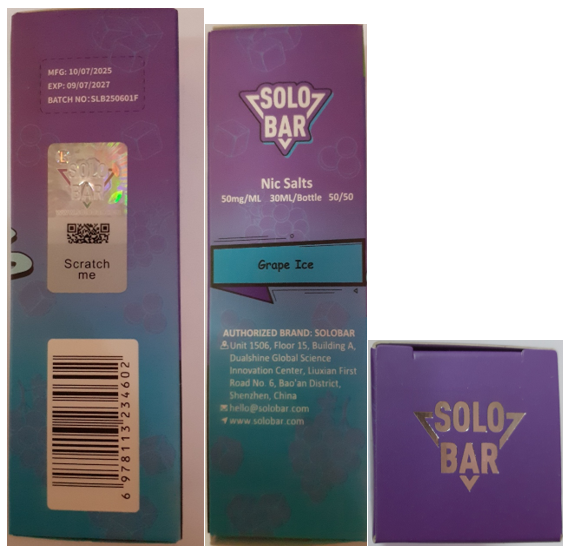 MFG: 10/07/2025
EXP: 09/07/2027
BATCH NO:SLB250601F
SOLO
BAR
Scratch
me
6 978113 234602
SOLO
BAR
Nic Salts
50mg/ML 30ML/Bottle 50/50
Grape Ice
AUTHORIZED BRAND: SOLOBAR
Unit 1506, Floor 15, Building A,
Dualshine Global Science
Innovation Center, Liuxian First
Road No. 6, Bao'an District,
Shenzhen, China
hello@solobar.com
www.solobar.com
SOLO
BAR